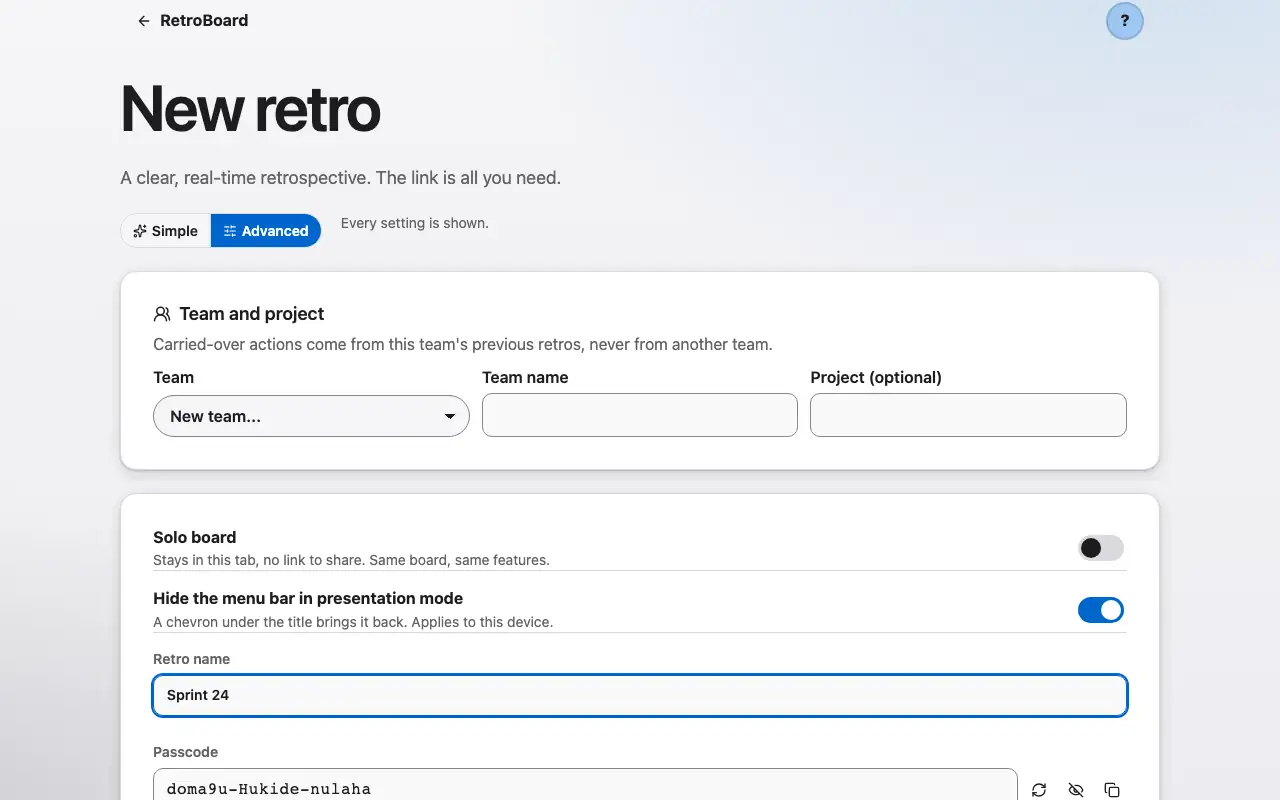 RetroBoard
?
New retro
A clear, real-time retrospective. The link is all you need.
Simple
Advanced
Every setting is shown.
Team and project
Carried-over actions come from this team's previous retros, never from another team.
Team
Team name
Project (optional)
New team...
Solo board
Stays in this tab, no link to share. Same board, same features.
Hide the menu bar in presentation mode
A chevron under the title brings it back. Applies to this device.
Retro name
Sprint 24
Passcode
doma9u-Hukide-nulaha